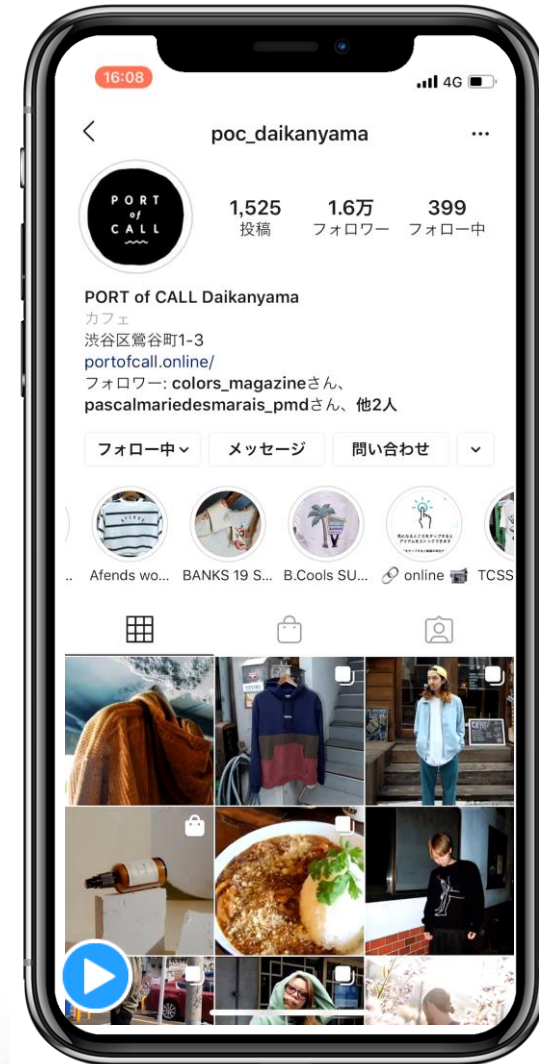 16:08
4G
poc_daikanyama
PORT
of
CALL
1,525
投稿
1.6万
フォロワー
399
フォロー中
PORT of CALL Daikanyama
カフェ
渋谷区鶯谷町1-3
portofcall.online/
フォロワー: colors_magazineさん、
pascalmariedesmarais_pmdさん、他2人
フォロー中
メッセージ
問い合わせ
Afends wo...
BANKS 19 S...
B.Cools SU...
online
TCSS